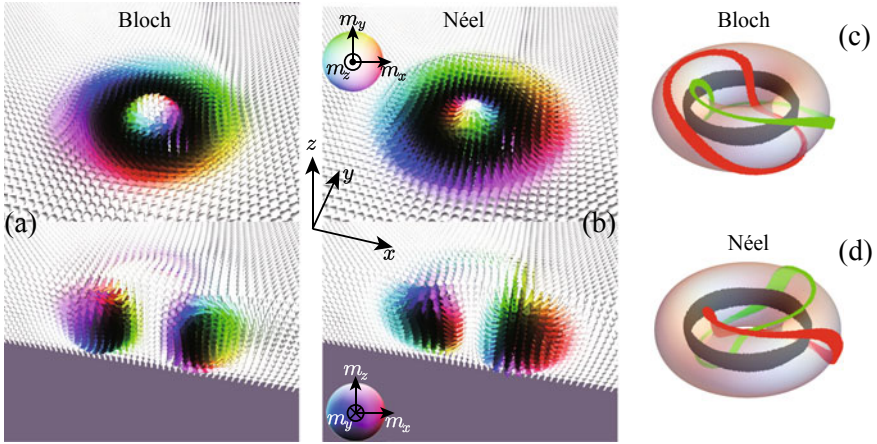 Bloch
Néel
m_y
m_z
m_x
z
y
x
(a)
(b)
m_z
m_y
m_x
Bloch
(c)
Néel
(d)